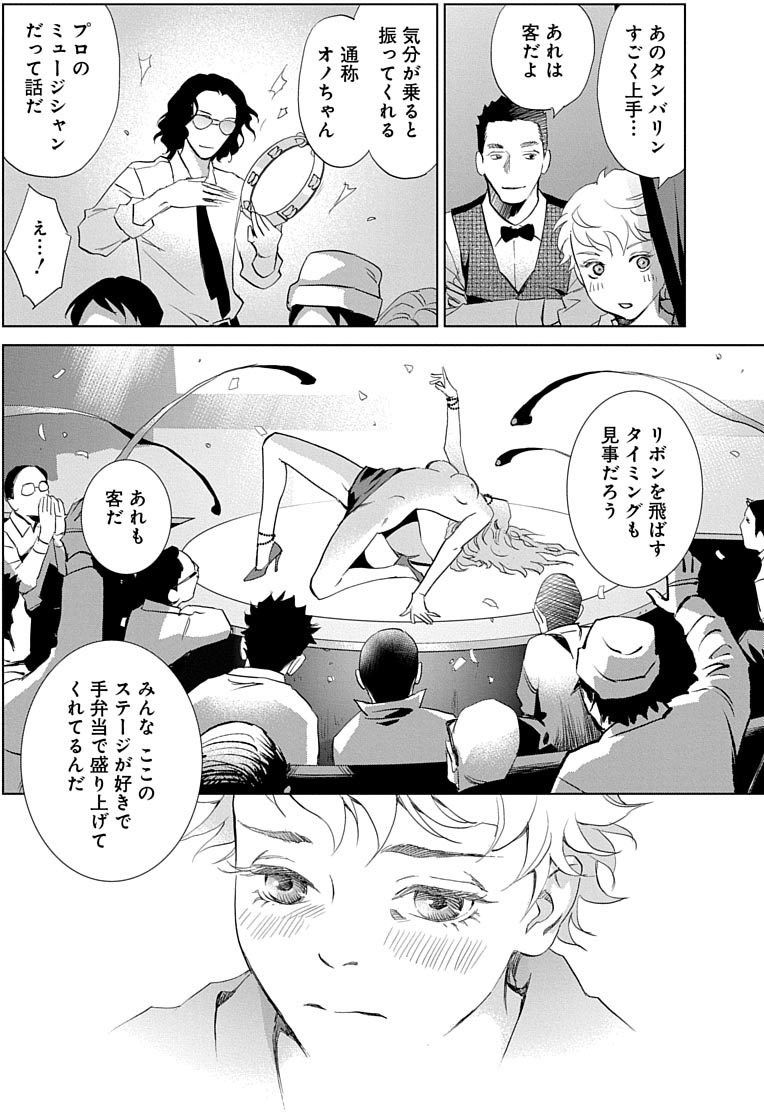 あのタンバリン
すごく上手…
あれは
客だよ
気分が乗ると
振ってくれる
通称
オノちゃん
プロの
ミュージシャン
だって話だ
え…！
リボンを飛ばす
タイミングも
見事だろう
あれも
客だ
みんな ここの
ステージが好きで
手弁当で盛り上げて
くれてるんだ